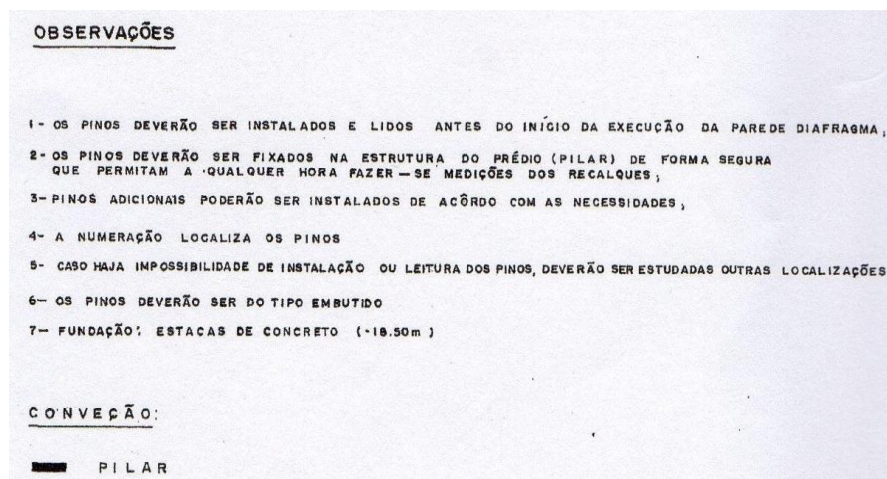 OBSERVAÇÕES
1- OS PINOS DEVERÃO SER INSTALADOS E LIDOS ANTES DO INÍCIO DA EXECUÇÃO DA PAREDE DIAFRAGMA,
2- OS PINOS DEVERÃO SER FIXADOS NA ESTRUTURA DO PRÉDIO (PILAR) DE FORMA SEGURA
QUE PERMITAM A QUALQUER HORA FAZER-SE MEDIÇÕES DOS RECALQUES;
3- PINOS ADICIONAIS PODERÃO SER INSTALADOS DE ACÔRDO COM AS NECESSIDADES,
4- A NUMERAÇÃO LOCALIZA OS PINOS
5- CASO HAJA IMPOSSIBILIDADE DE INSTALAÇÃO OU LEITURA DOS PINOS, DEVERÃO SER ESTUDADAS OUTRAS LOCALIZAÇÕES
6- OS PINOS DEVERÃO SER DO TIPO EMBUTIDO
7- FUNDAÇÃO: ESTACAS DE CONCRETO (-18.50m)
CONVEÇÃO:
PILAR